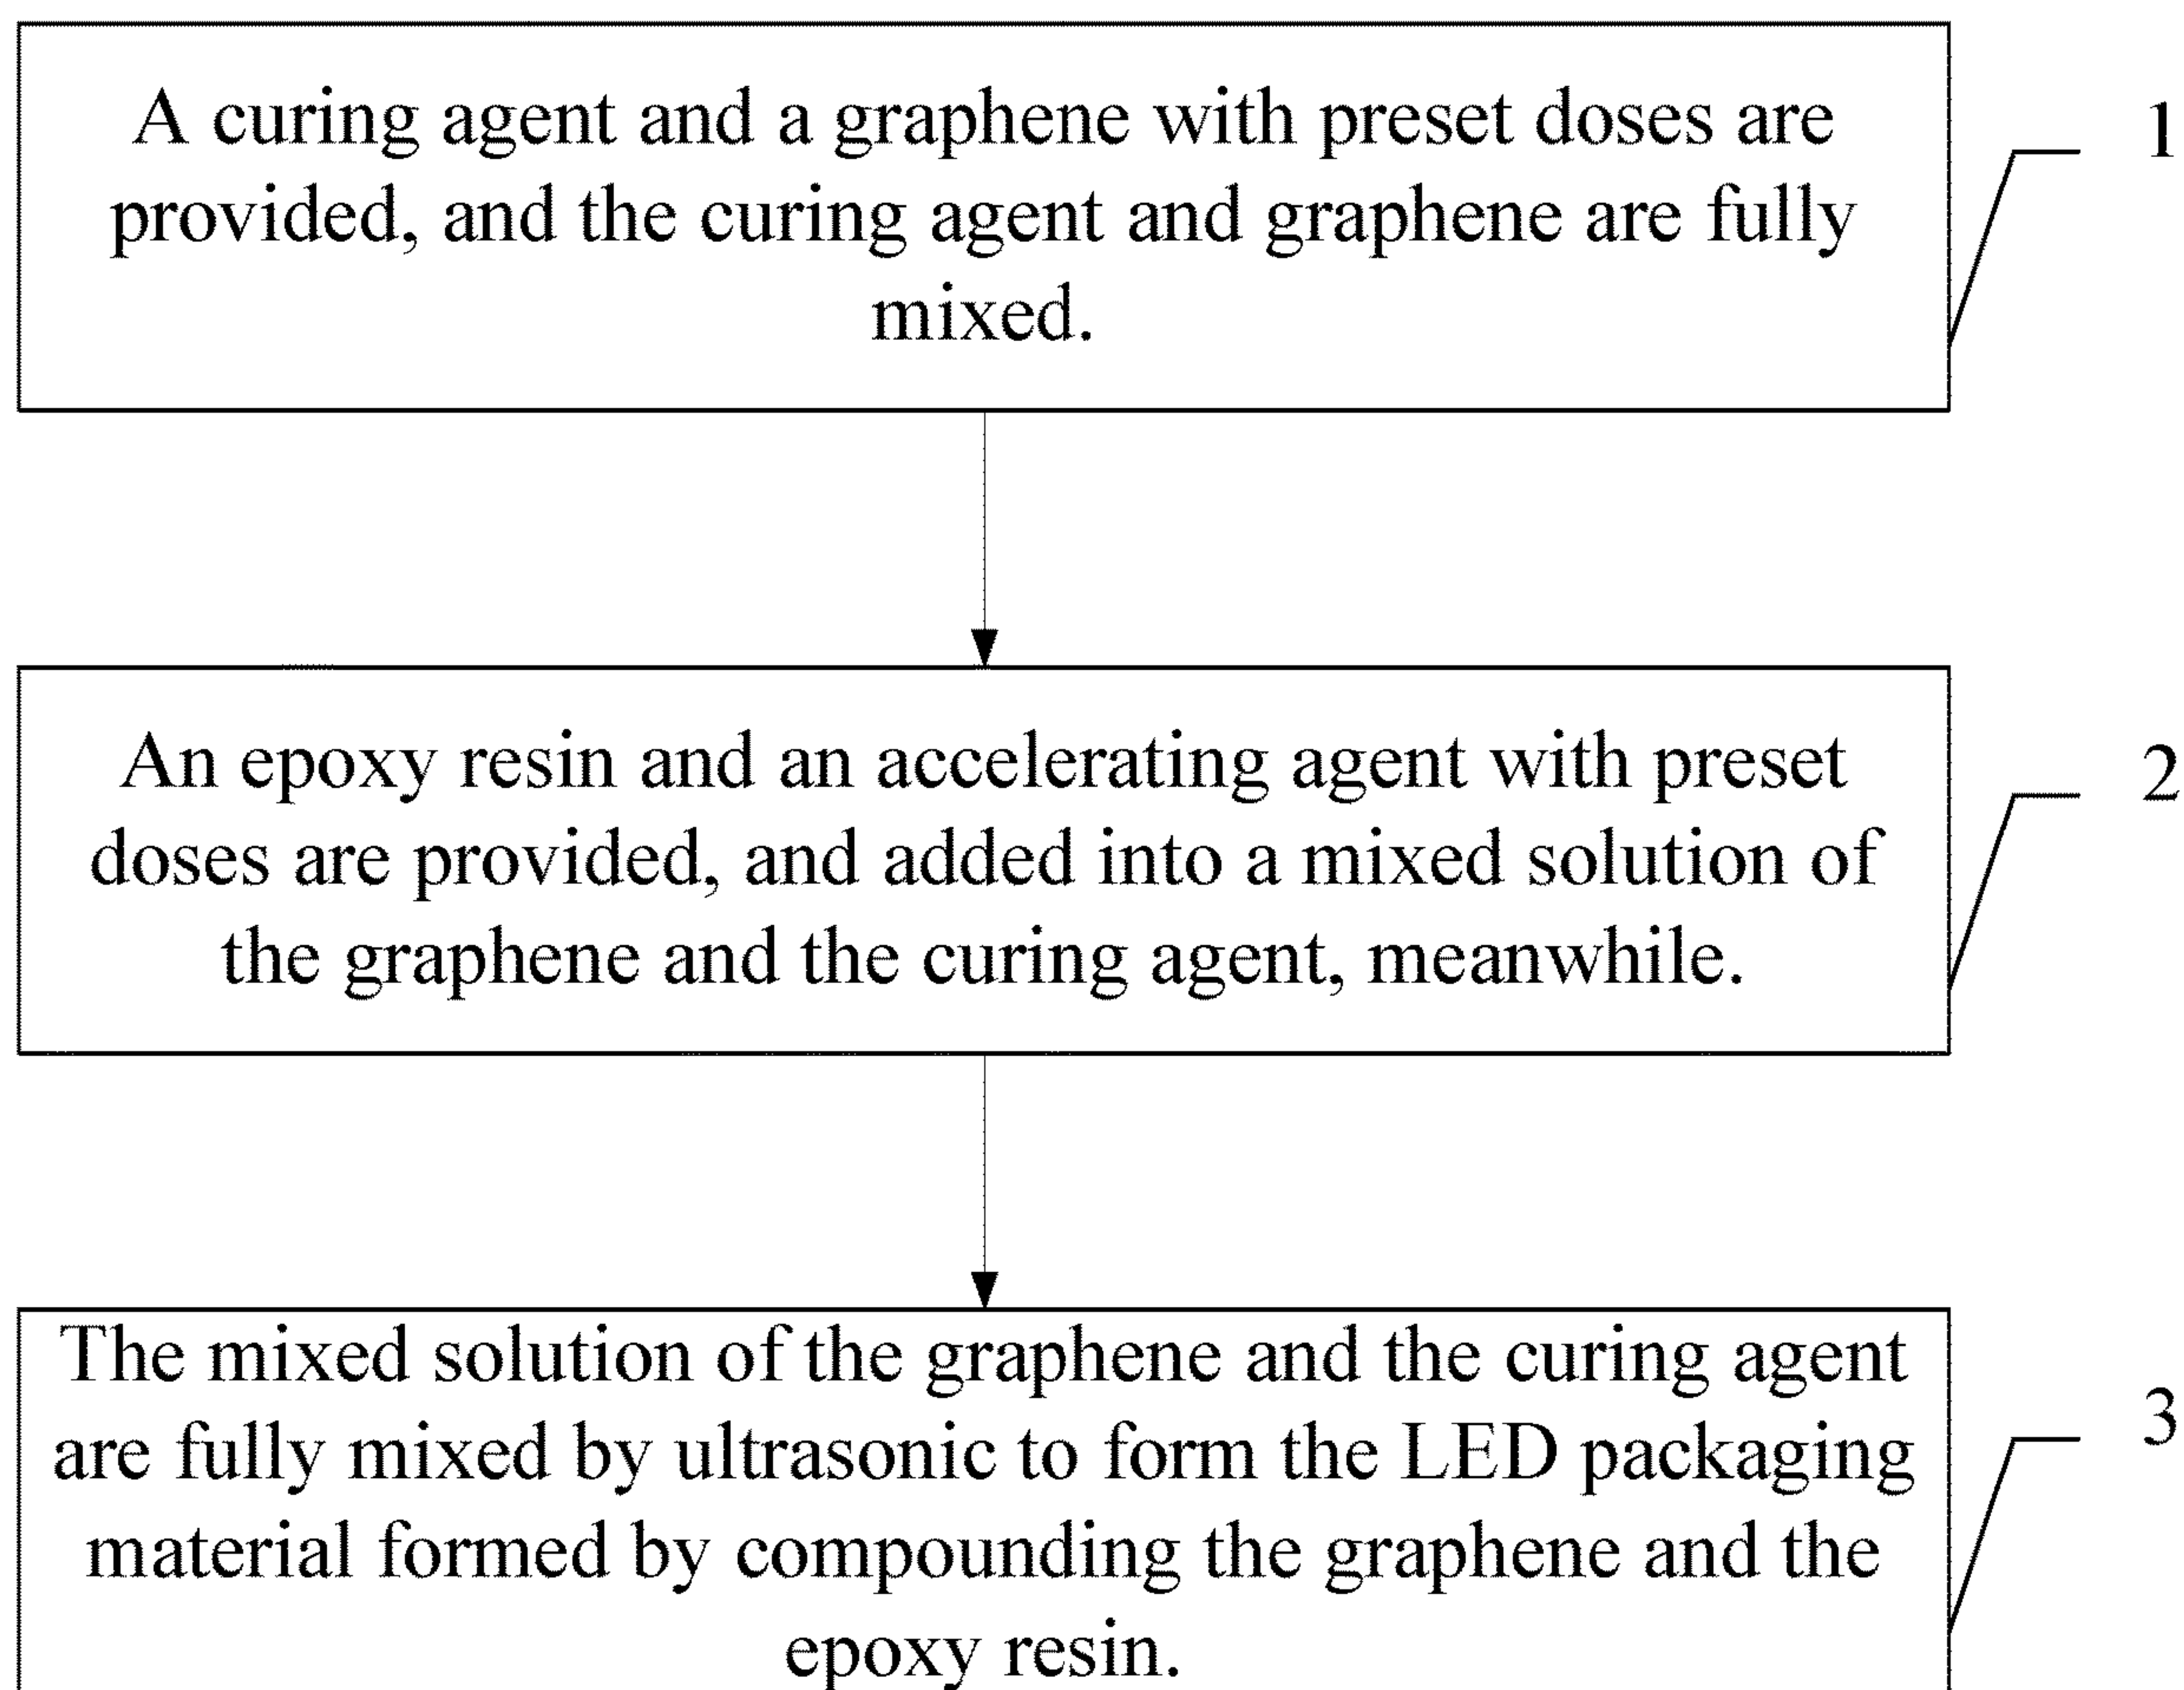 A curing agent and a graphene with preset doses are
provided, and the curing agent and graphene are fully
mixed.
1
An epoxy resin and an accelerating agent with preset
doses are provided, and added into a mixed solution of
the graphene and the curing agent, meanwhile.
2
The mixed solution of the graphene and the curing agent
are fully mixed by ultrasonic to form the LED packaging
material formed by compounding the graphene and the
epoxy resin.
3